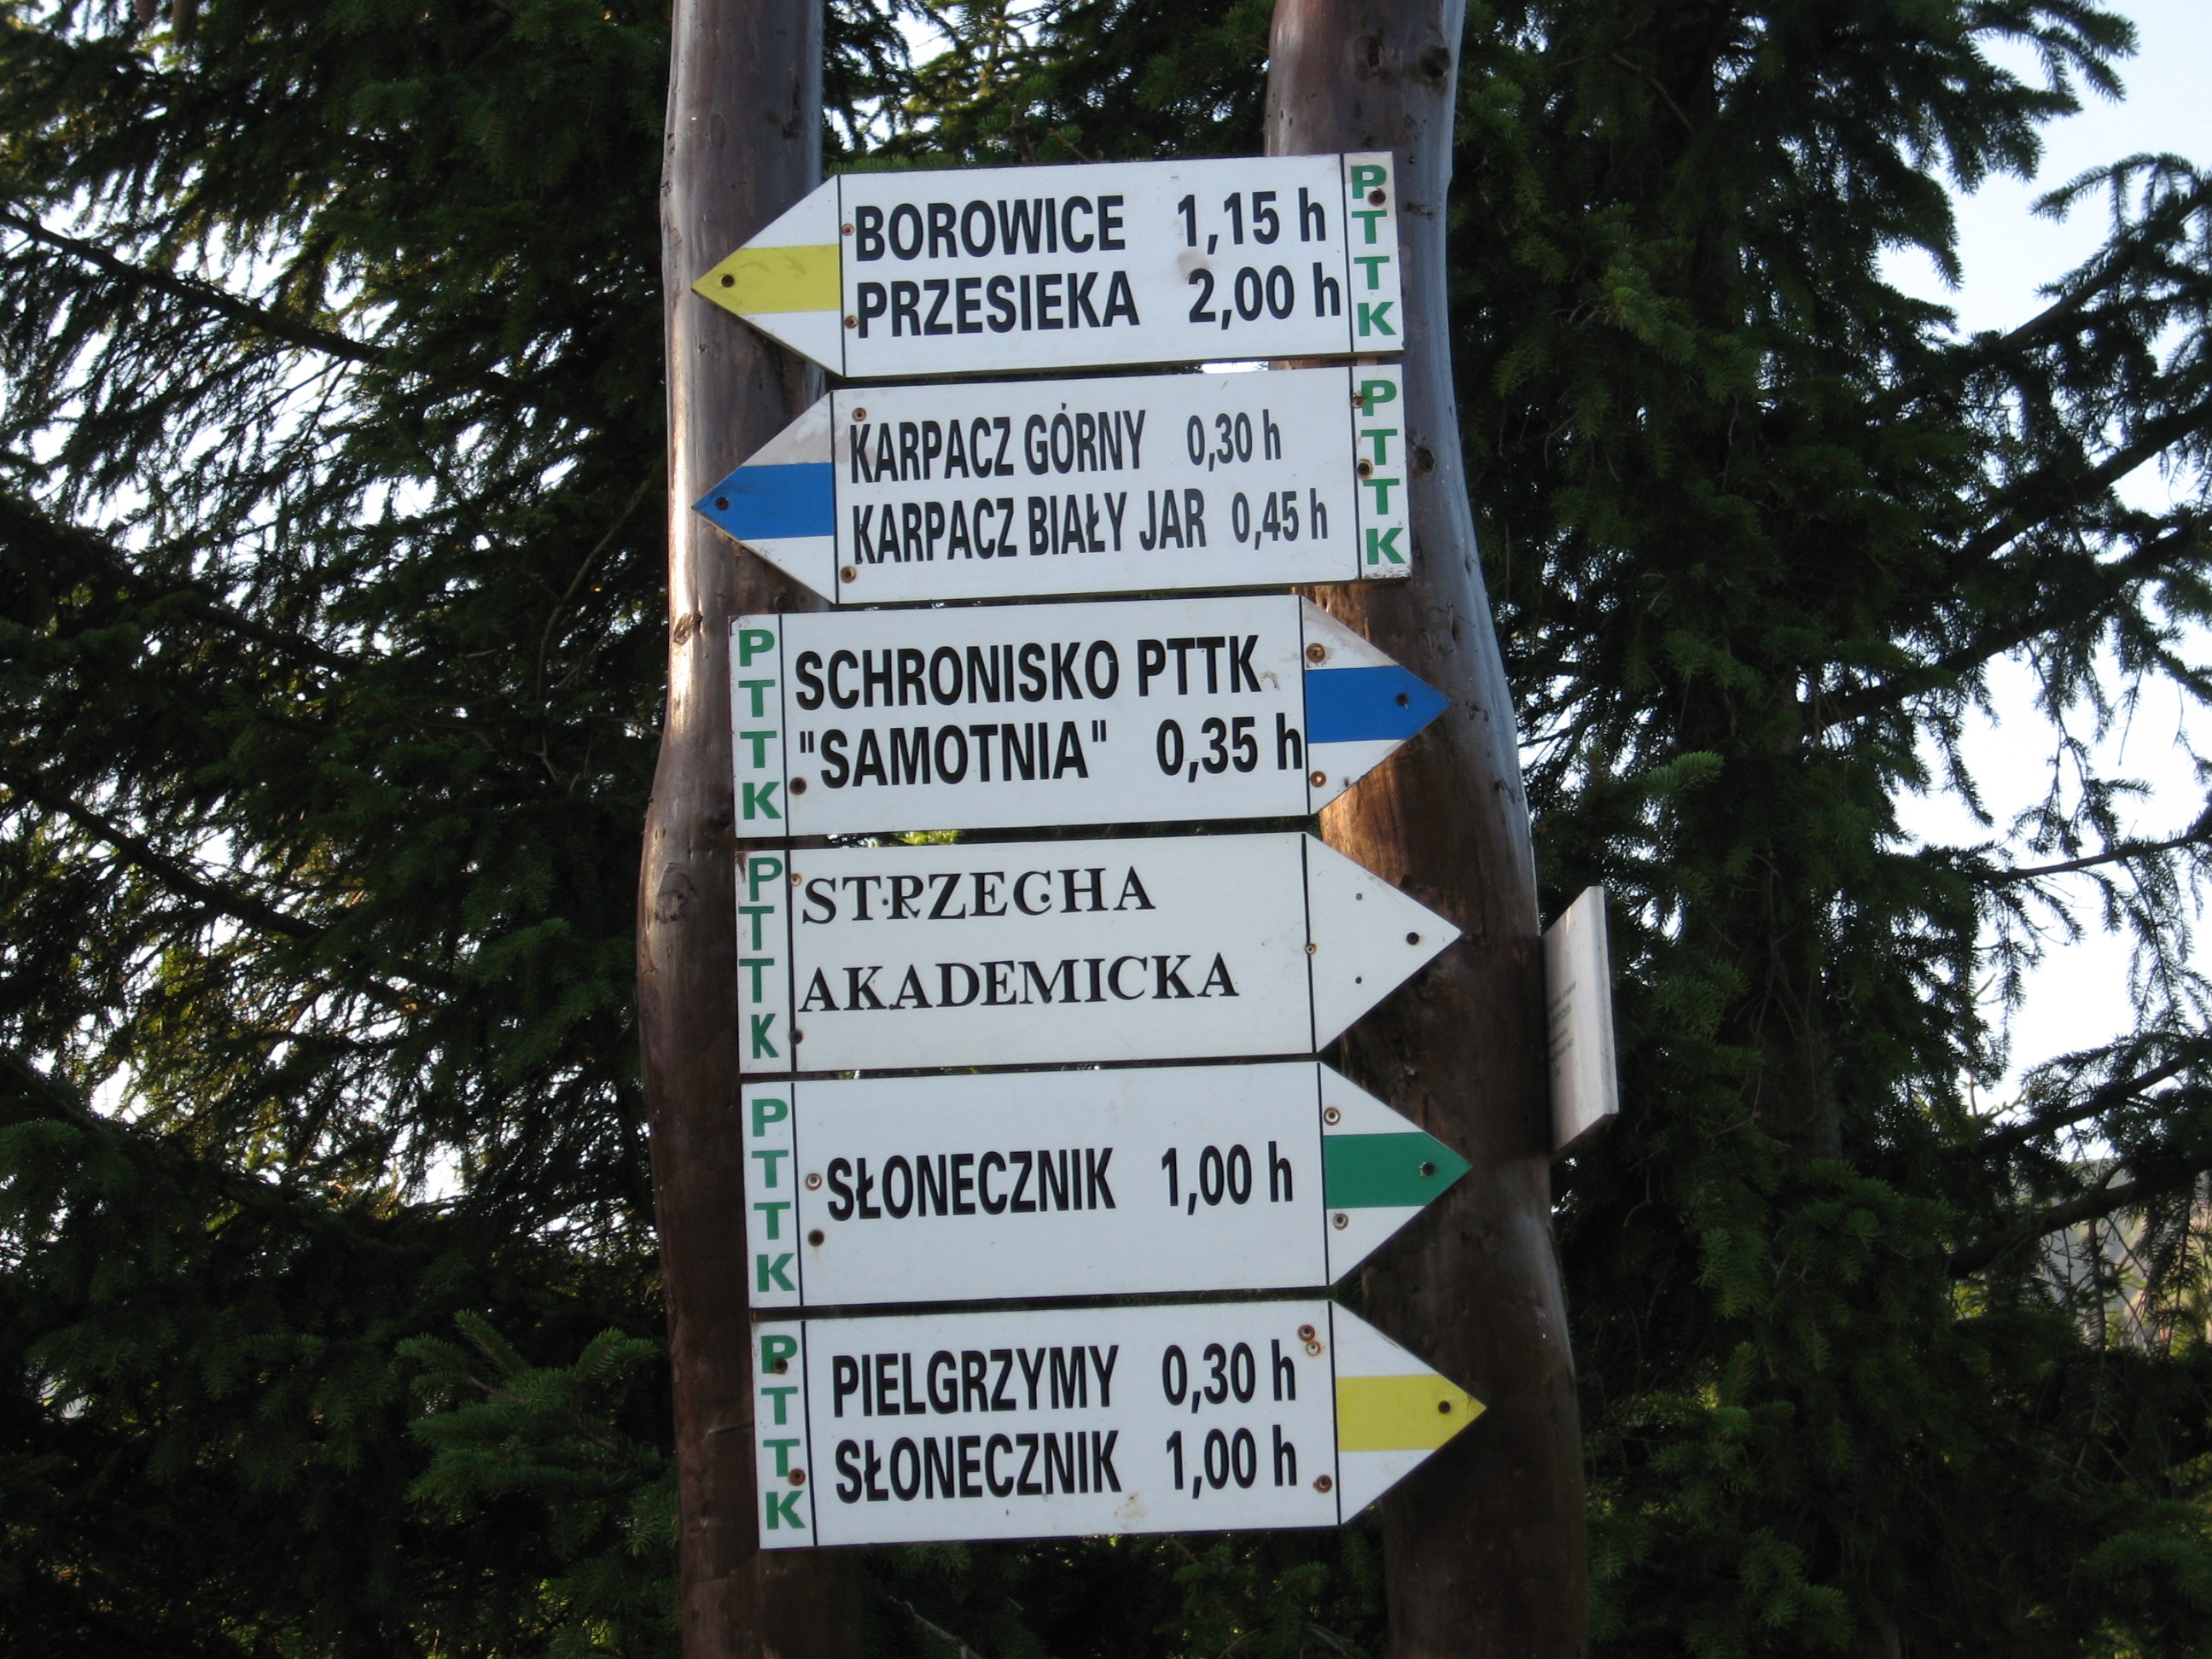 BOROWICE 1,15 h
PRZESIEKA 2,00 h
PTTK
KARPACZ GÓRNY 0,30 h
KARPACZ BIAŁY JAR 0,45 h
PTTK
PTTK
SCHRONISKO PTTK
"SAMOTNIA" 0,35 h
PTTK
STRZECHA
AKADEMICKA
PTTK
SŁONECZNIK 1,00 h
PTTK
PIELGRZYMY 0,30 h
SŁONECZNIK 1,00 h